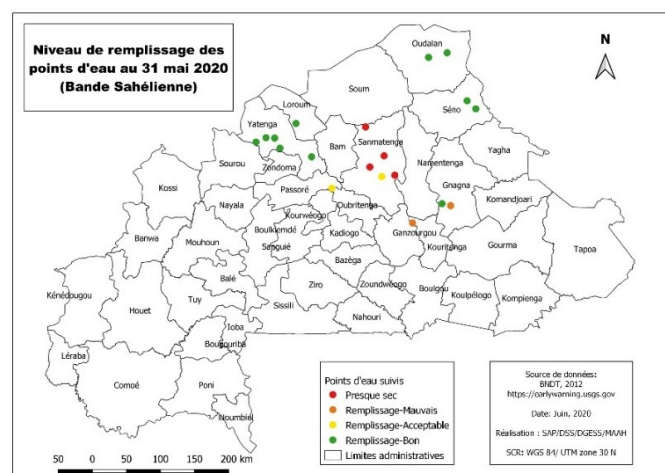 Niveau de remplissage des
points d'eau au 31 mai 2020
(Bande Sahélienne)
N
Oudalan
Soum
Loroum
Séno
Yatenga
Bam
Sanmatenga
Yagha
Namentenga
Sourou
Zondoma
Gnagna
Kossi
Passoré
Komandjoari
Nayala
Oubritenga
Kounwéogo
Banwa
Mouhoun
Boulkiemdé
Kadiogo
Ganzourgou
Sanguié
Kouritenga
Gourma
Tapoa
Bazèga
Balé
Kénédougou
Houet
Tuy
Ziro
Zoundwéogo
Boulgou
Koulpélogo
Kompienga
Sissili
Nahouri
Ioba
Bougouriba
Léraba
Comoé
Poni
Noumbiel
Points d'eau suivis
Presque sec
Remplissage-Mauvais
Remplissage-Acceptable
Remplissage-Bon
Limites administratives
Source de données:
BNDT, 2012
https://earlywarning.usgs.gov
Date: Juin, 2020
Réalisation : SAP/DSS/DGESS/MAAH
SCR: WGS 84/ UTM zone 30 N
50 0 50 100 150 200 km